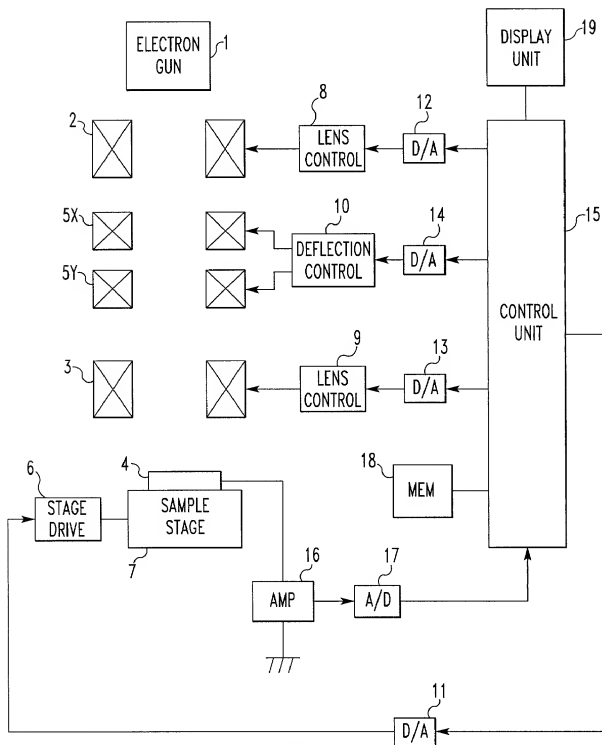 ELECTRON
GUN
1
DISPLAY
UNIT
19
2
8
LENS
CONTROL
12
D/A
5X
10
DEFLECTION
CONTROL
14
D/A
15
5Y
CONTROL
UNIT
3
9
LENS
CONTROL
13
D/A
6
STAGE
DRIVE
4
SAMPLE
STAGE
7
18
MEM
16
AMP
17
A/D
11
D/A